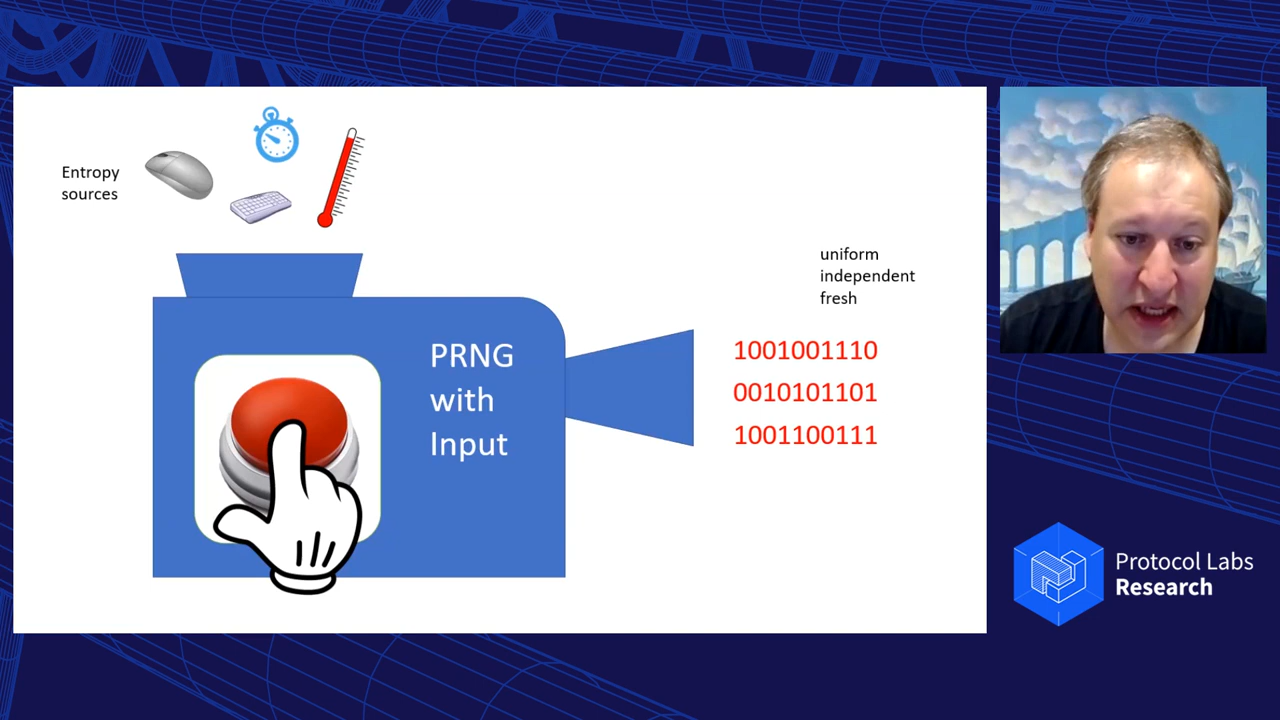 Entropy
sources
uniform
independent
fresh
PRNG
with
Input
1001001110
0010101101
1001100111
Protocol Labs
Research